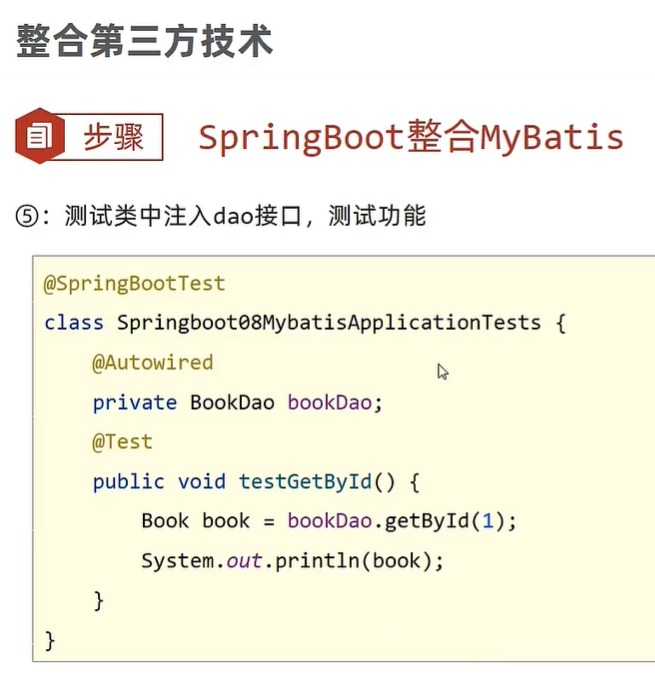 整合第三方技术
步骤 SpringBoot整合MyBatis
⑤：测试类中注入dao接口，测试功能
@SpringBootTest
class Springboot08MybatisApplicationTests {
    @Autowired
    private BookDao bookDao;
    @Test
    public void testGetById() {
        Book book = bookDao.getById(1);
        System.out.println(book);
    }
}